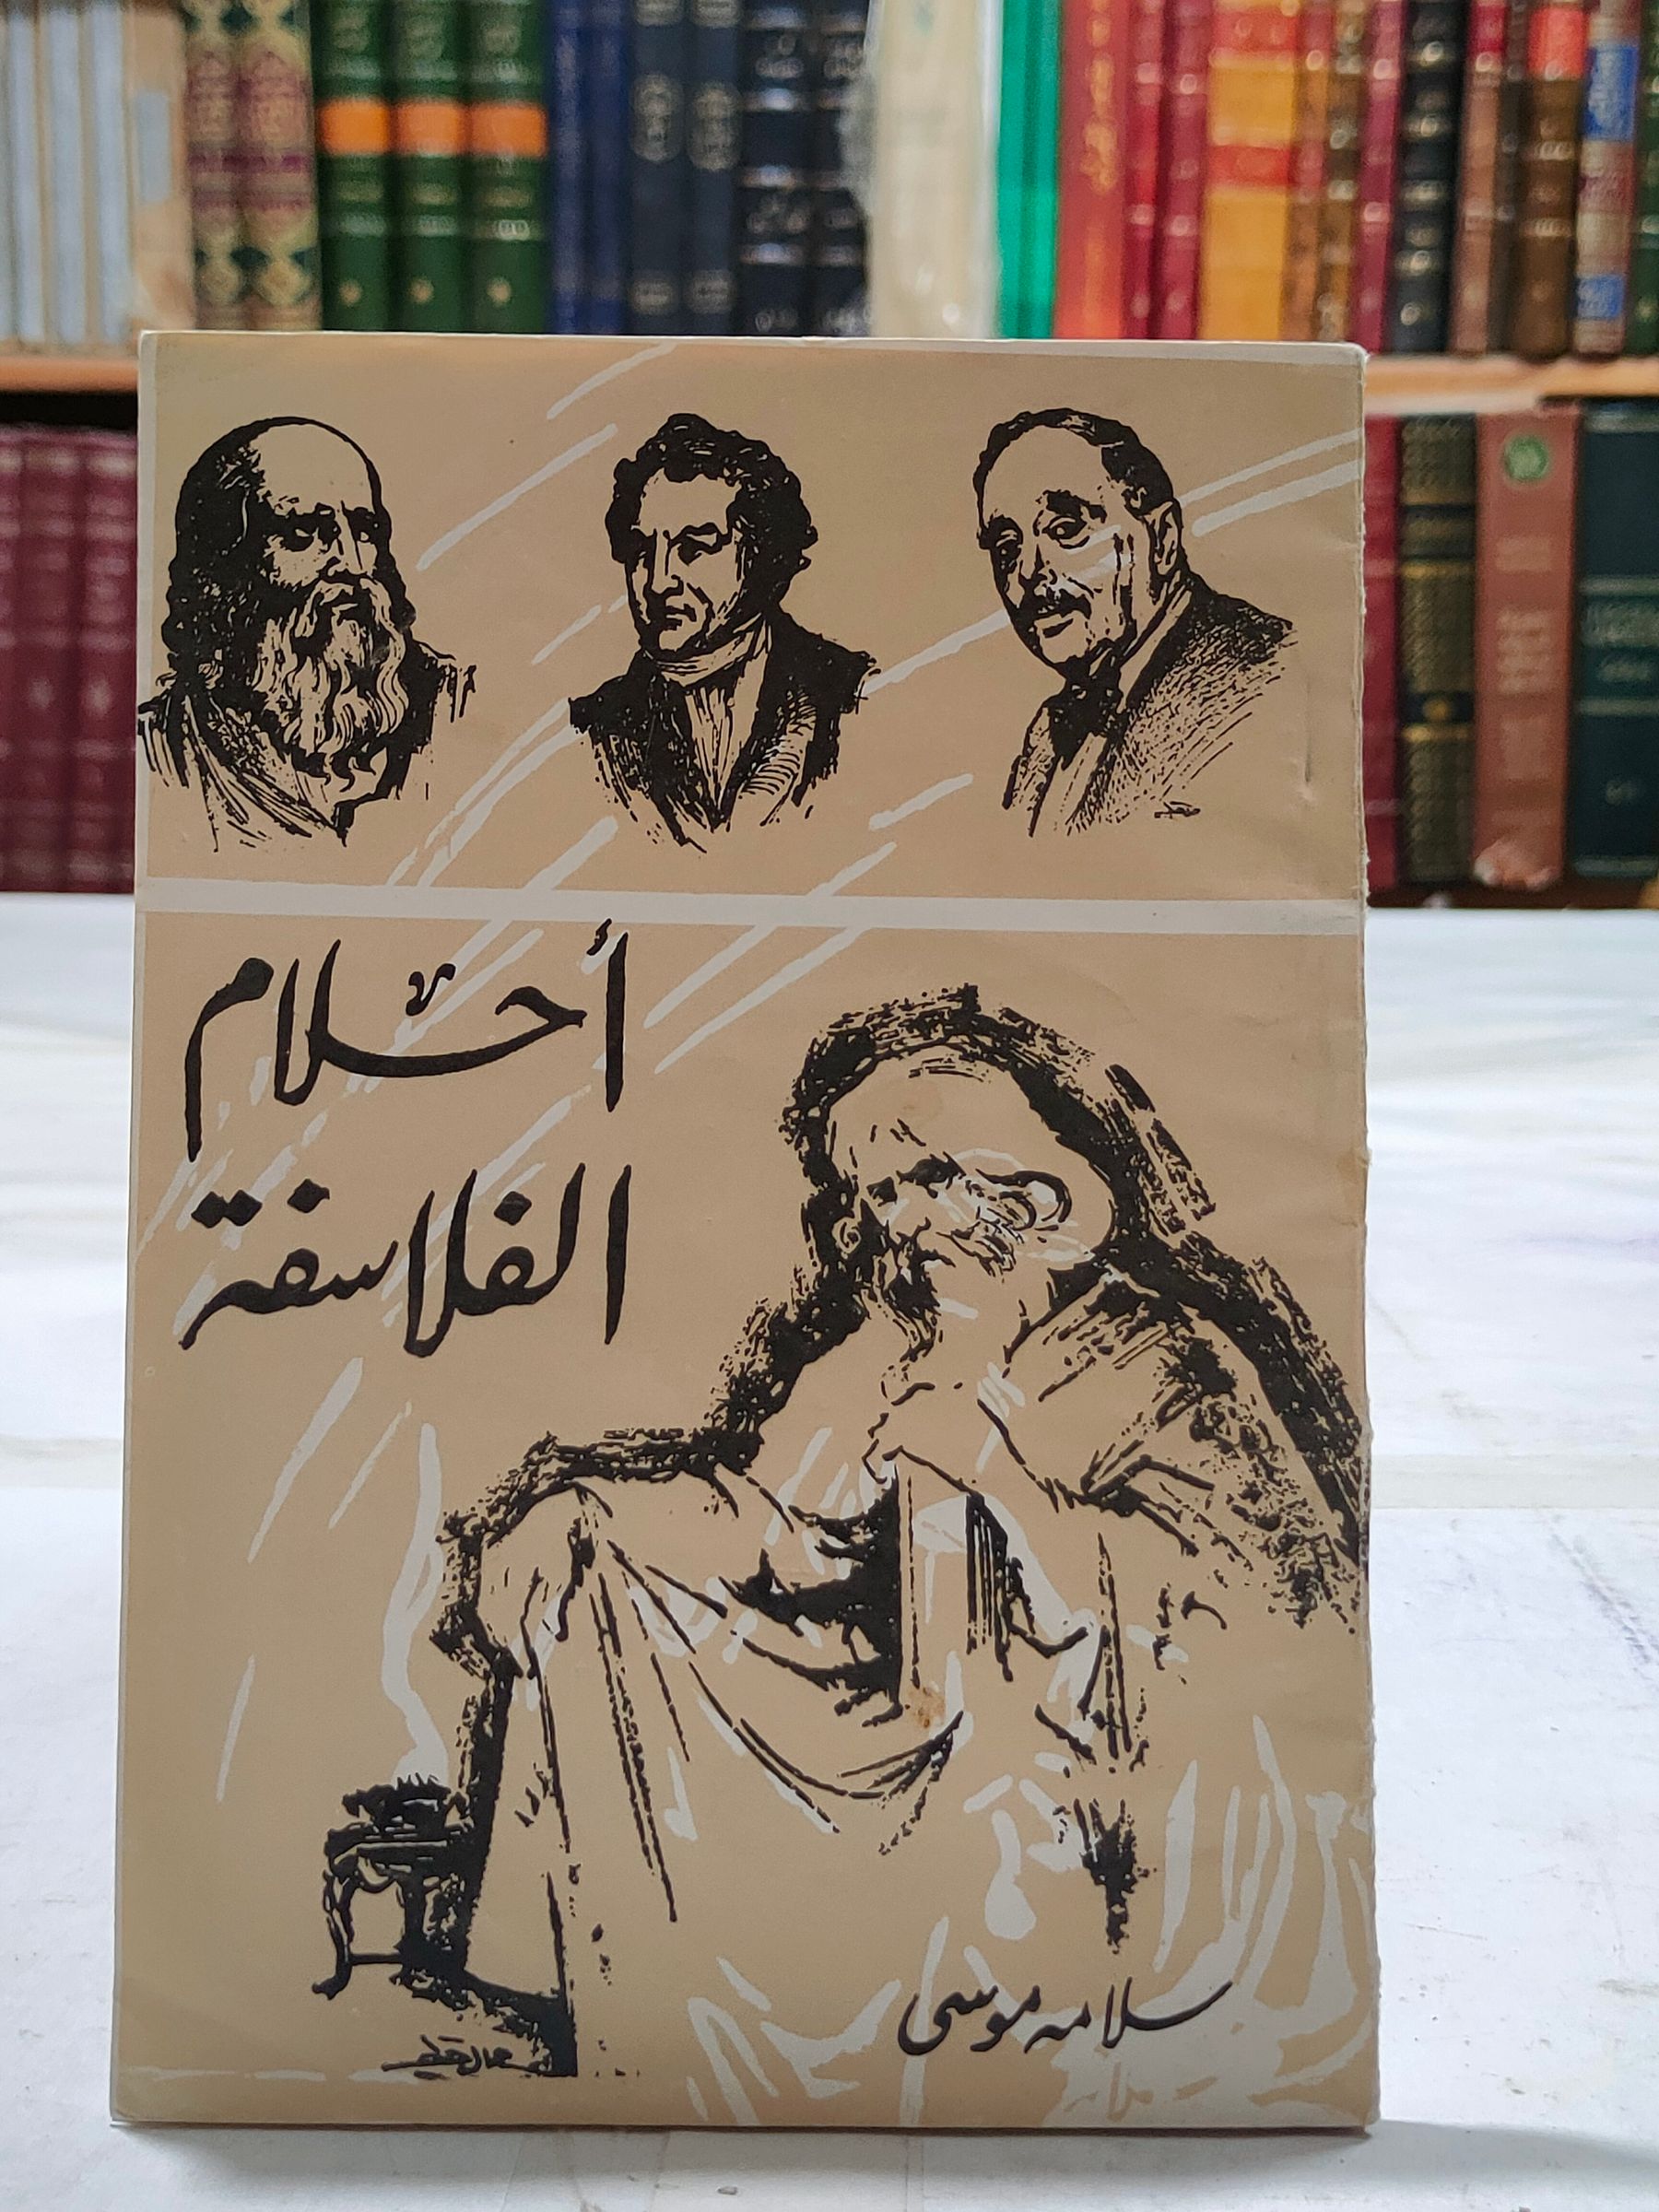 أحلام
الفلاسفة
سلامه موسى